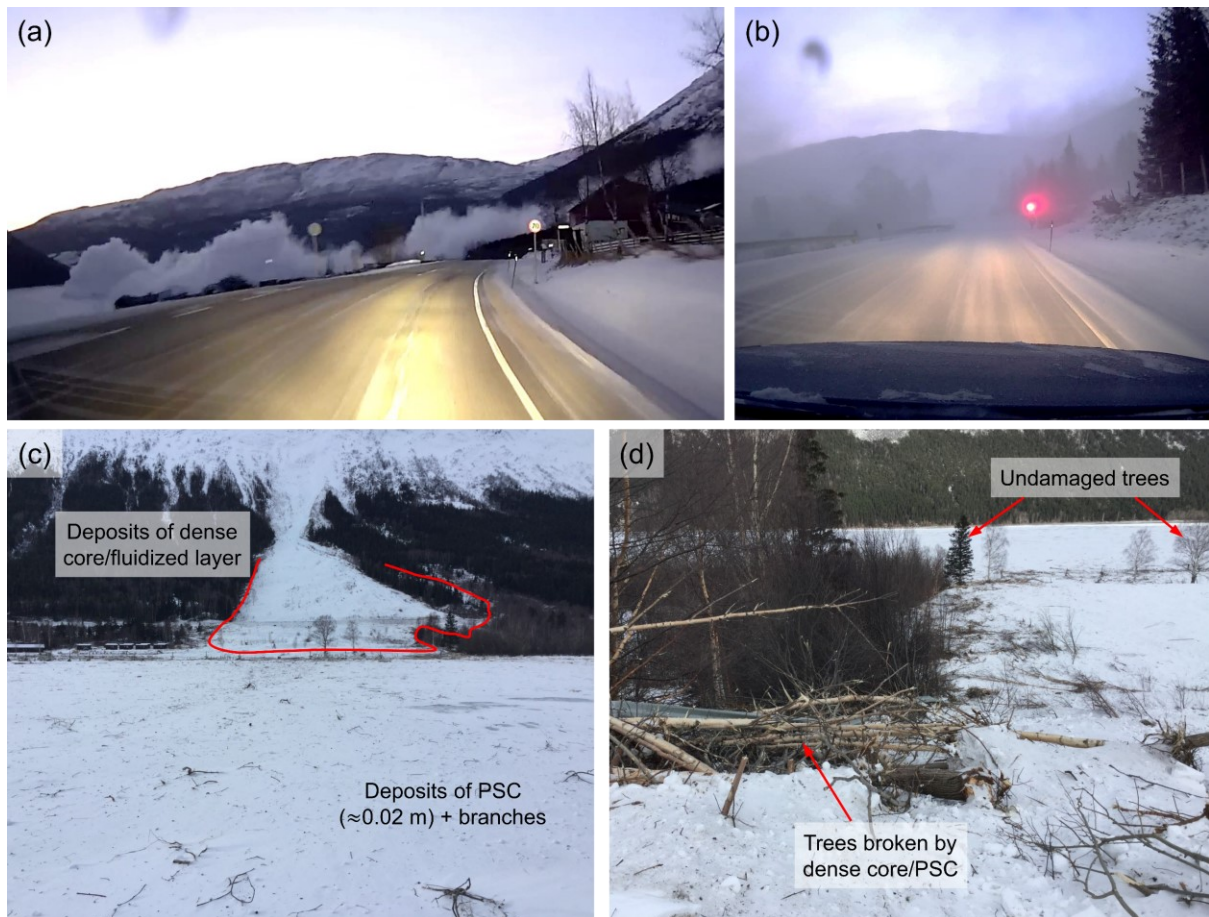 (a)
(b)
70
(c)
Deposits of dense
core/fluidized layer
Deposits of PSC
(≈0.02 m) + branches
(d)
Undamaged trees
Trees broken by
dense core/PSC